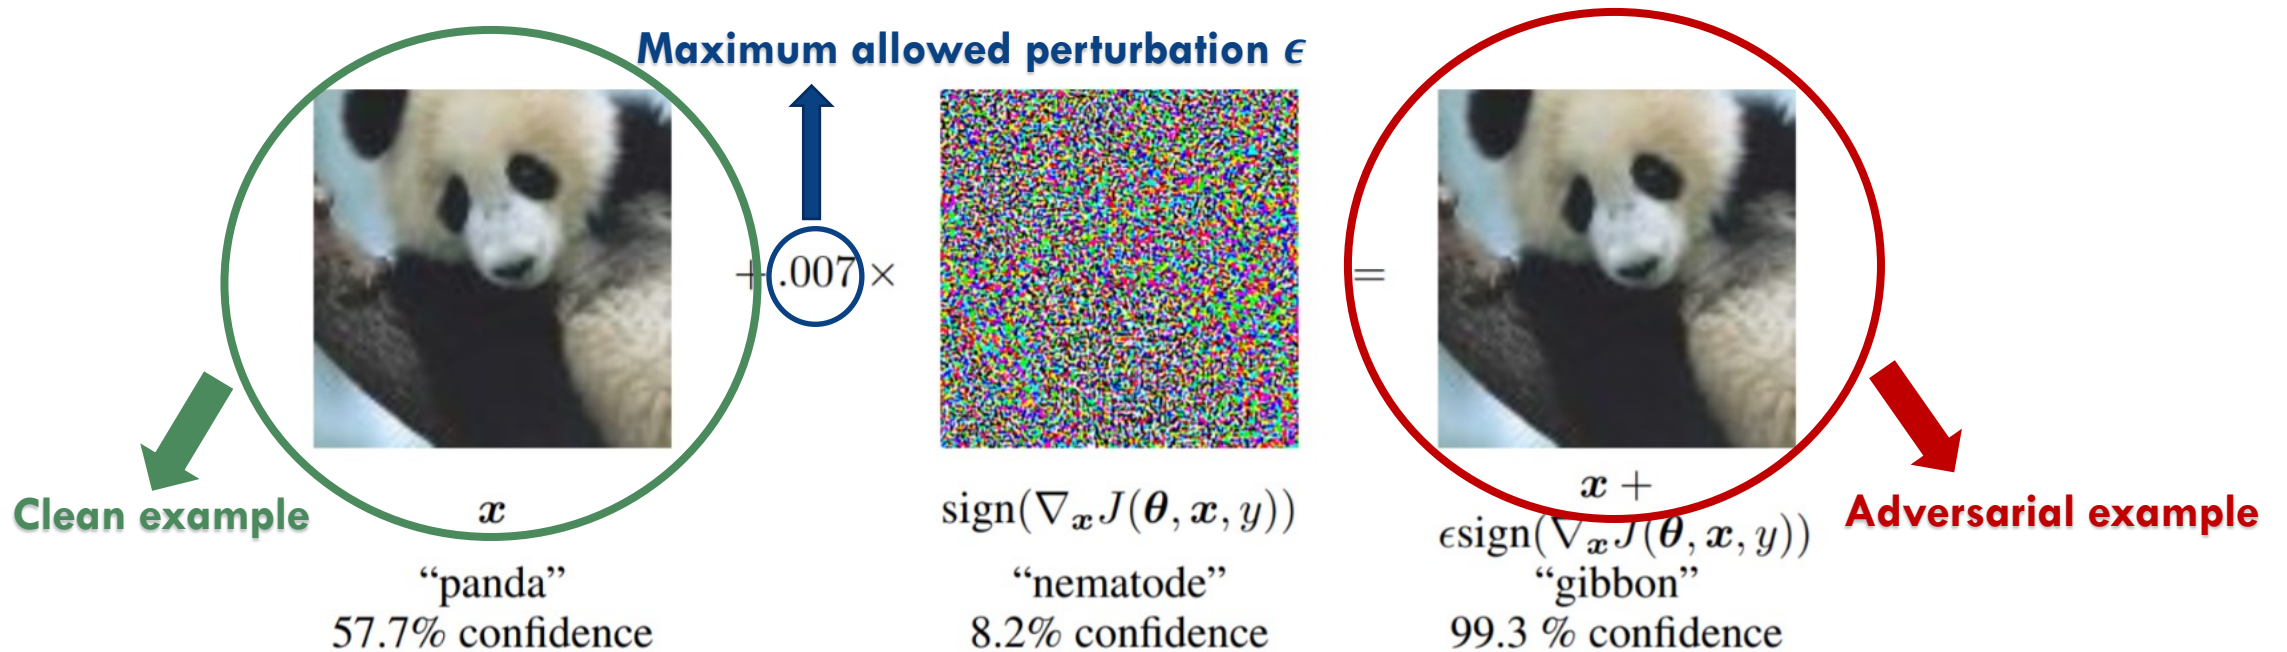 Maximum allowed perturbation ϵ
+ .007 ×
=
Clean example
x
sign(∇ₓJ(θ, x, y))
x +
ϵsign(∇ₓJ(θ, x, y))
Adversarial example
“panda”
57.7% confidence
“nematode”
8.2% confidence
“gibbon”
99.3 % confidence